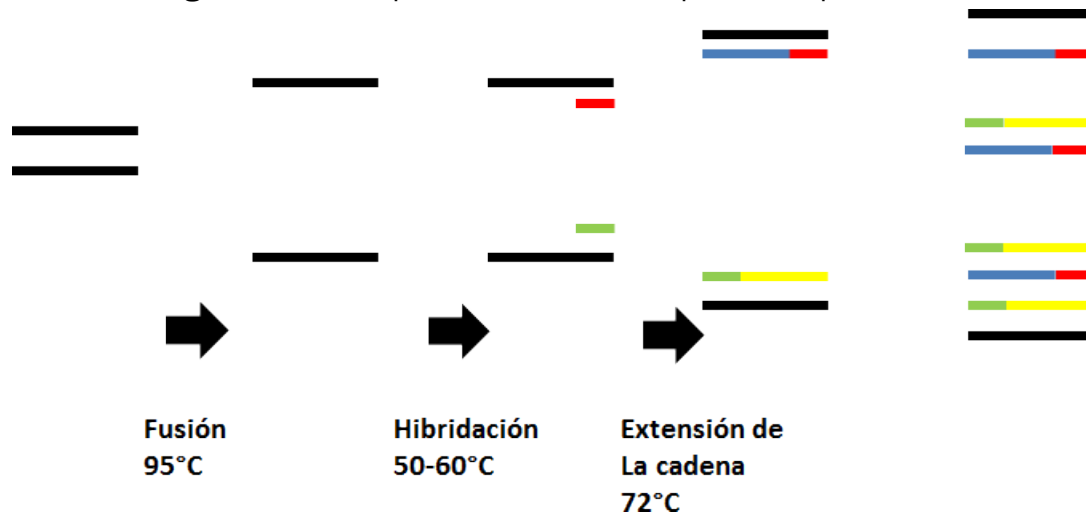 Fusión
95°C
Hibridación
50-60°C
Extensión de
La cadena
72°C